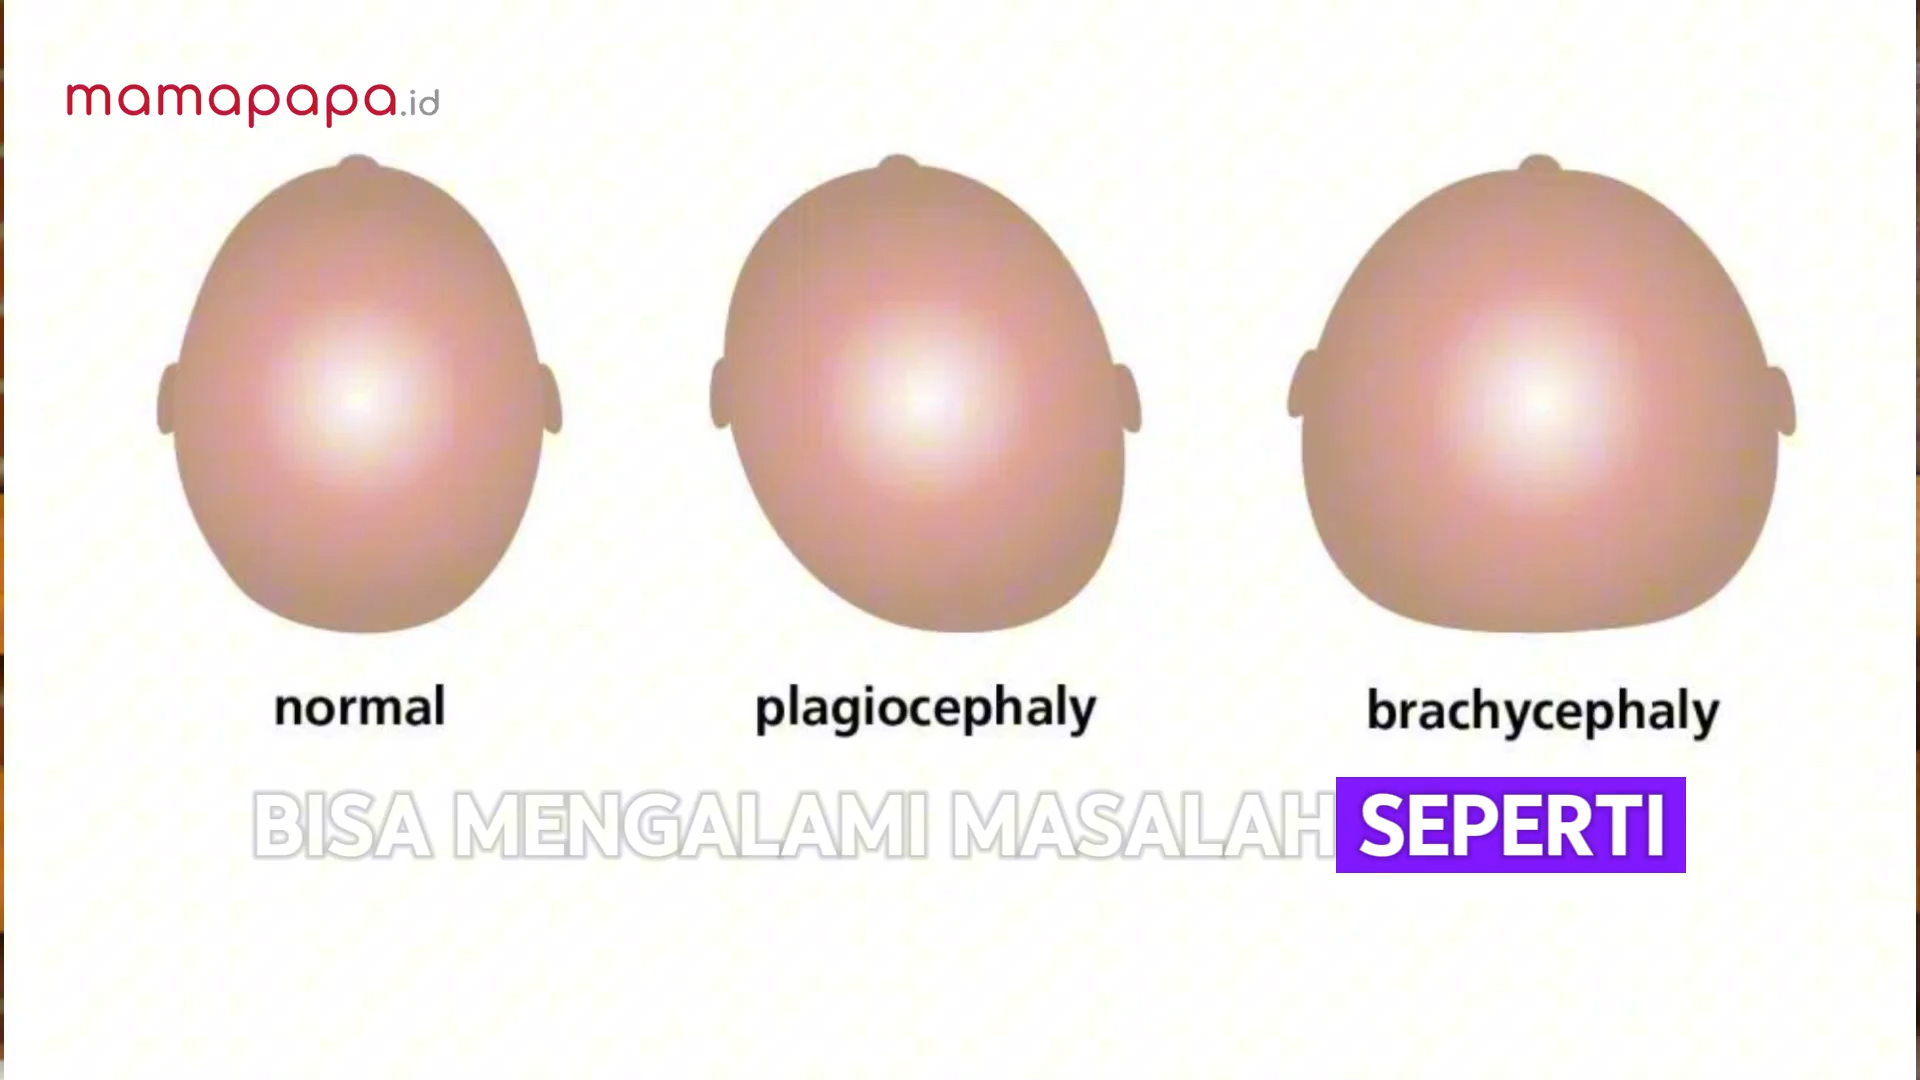 mamapapa.id
normal
plagiocephaly
brachycephaly
BISA MENGALAMI MASALAH SEPERTI